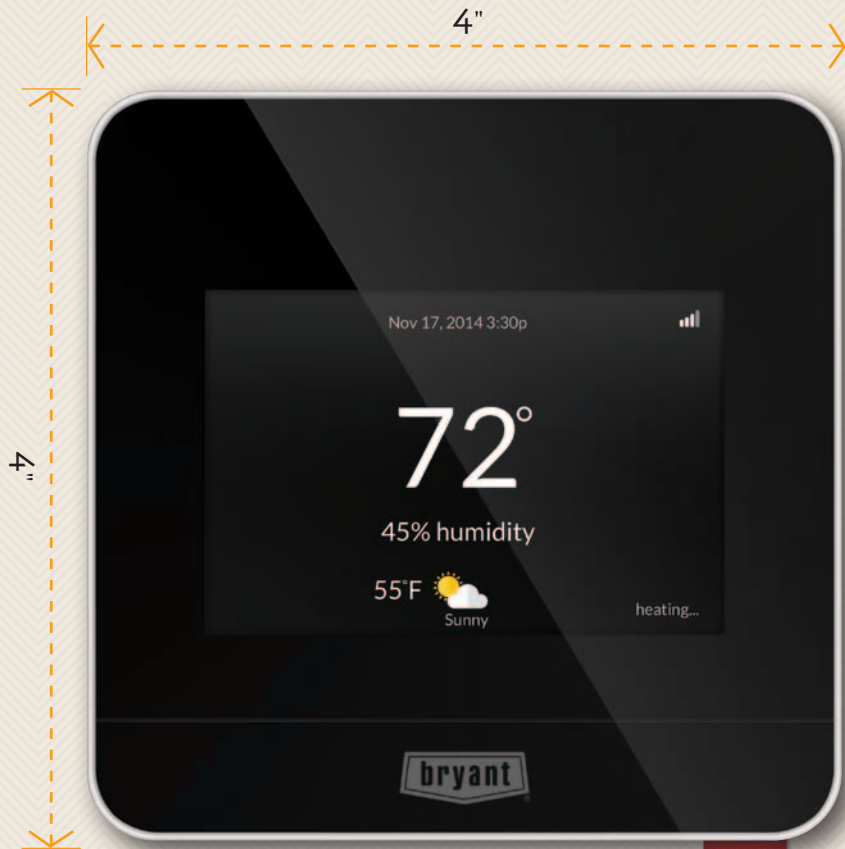 4"
4"
Nov 17, 2014 3:30p
72°
45% humidity
55°F
Sunny
heating...
bryant